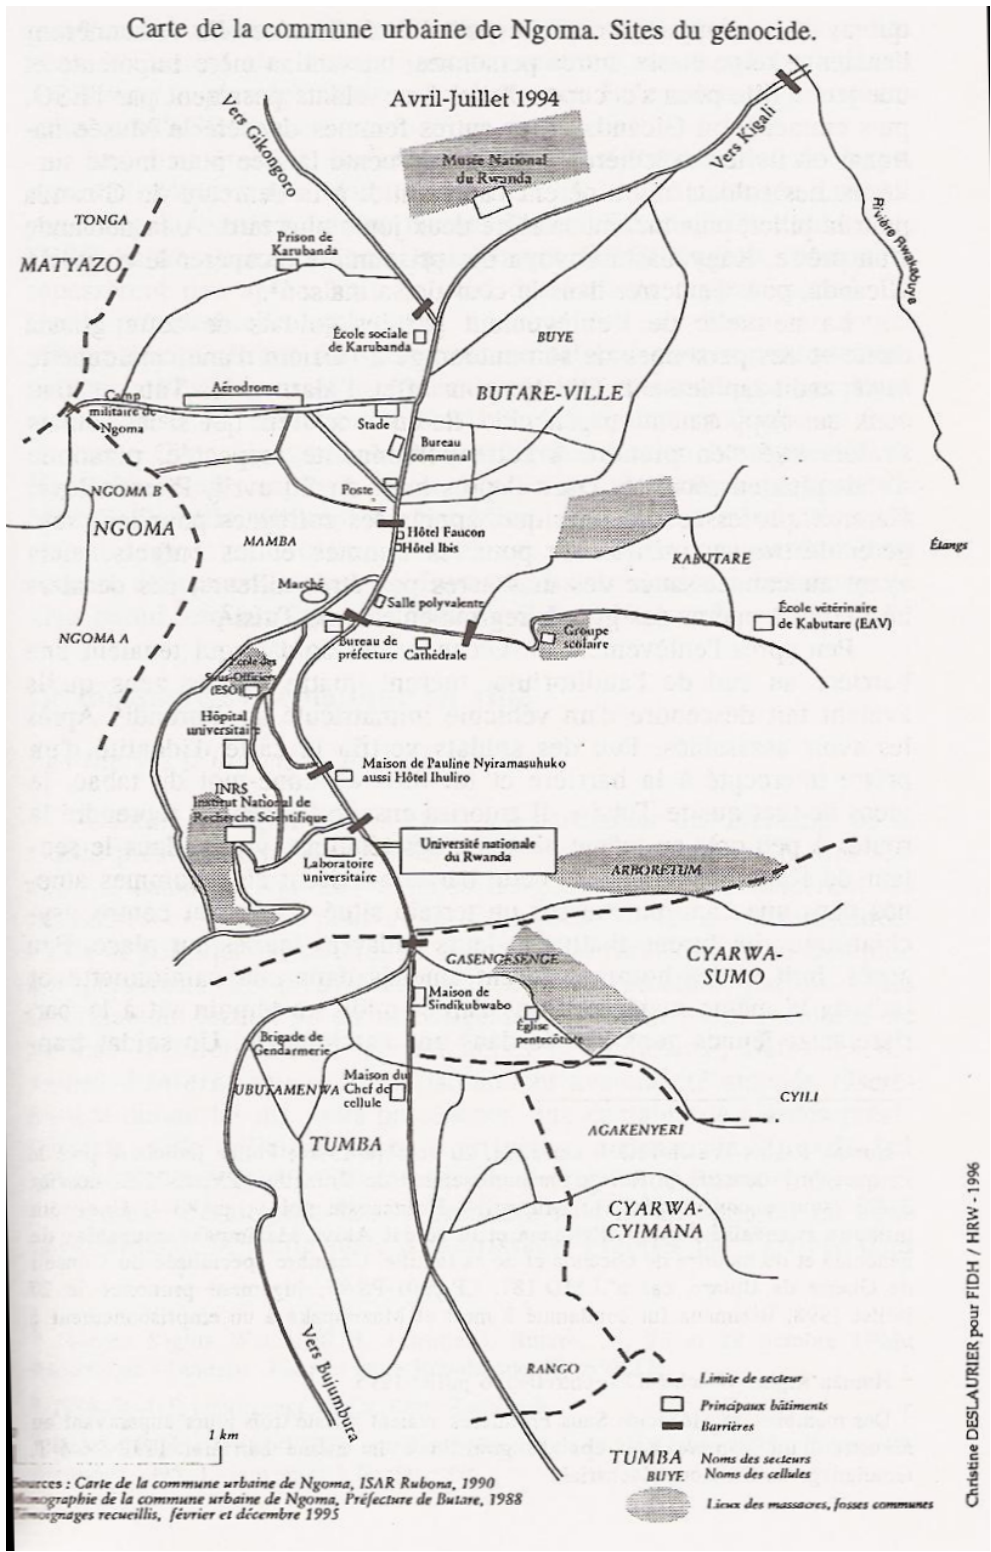 Carte de la commune urbaine de Ngoma. Sites du génocide.
Avril-Juillet 1994
Vers Gikongoro
Vers Kigali
Musée National
du Rwanda
Rivière Rwabuye
TONGA
MATYAZO
Prison de
Karubanda
École sociale
de Karubanda
BUYE
BUTARE-VILLE
Aérodrome
Camp
militaire de
Ngoma
Stade
Bureau
communal
Poste
NGOMA B
NGOMA
MAMBA
Hôtel Faucon
Hôtel Ibis
Étangs
KABUTARE
Marché
Salle polyvalente
École vétérinaire
de Kabutare (EAV)
NGOMA A
Bureau de
préfecture
Cathédrale
Groupe
scolaire
École des
Sous-Officiers
(ESO)
Hôpital
universitaire
Maison de Pauline Nyiramasuhuko
aussi Hôtel Ihuliro
INRS
Institut National de
Recherche Scientifique
Laboratoire
universitaire
Université nationale
du Rwanda
ARBORETUM
GASENGESENGE
CYARWA-
SUMO
Maison de
Sindikubwabo
Église
pentecôtiste
Brigade de
Gendarmerie
Maison du
Chef de
cellule
UBUTAMENWA
CYILI
AGAKENYERI
TUMBA
CYARWA-
CYIMANA
Vers Bujumbura
RANGO
Limite de secteur
Principaux bâtiments
Barrières
TUMBA Noms des secteurs
BUYE Noms des cellules
Lieux des massacres, fosses communes
1 km
Sources : Carte de la commune urbaine de Ngoma, ISAR Rubona, 1990
Monographie de la commune urbaine de Ngoma, Préfecture de Butare, 1988
Témoignages recueillis, février et décembre 1995
Christine DESLAURIER pour FIDH / HRW - 1996